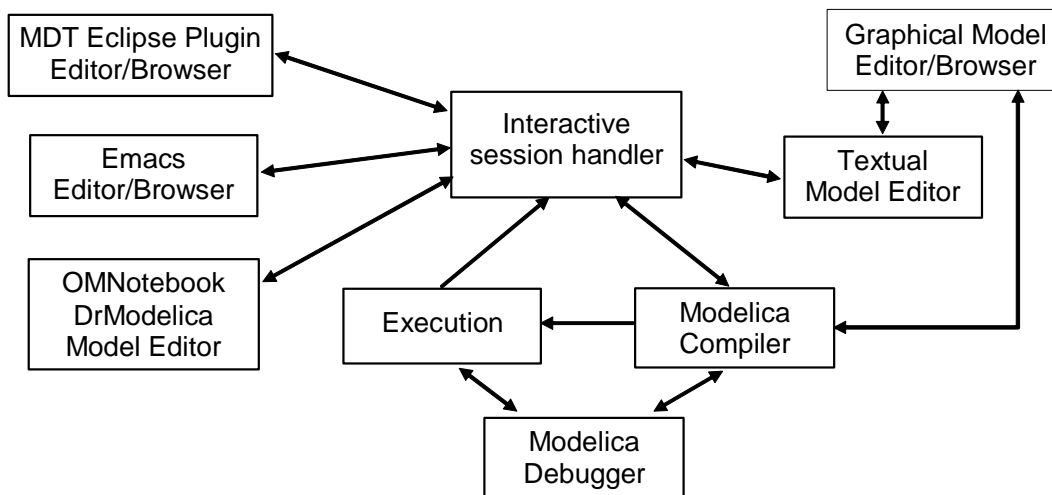 MDT Eclipse Plugin
Editor/Browser
Graphical Model
Editor/Browser
Interactive
session handler
Emacs
Editor/Browser
Textual
Model Editor
OMNotebook
DrModelica
Model Editor
Execution
Modelica
Compiler
Modelica
Debugger